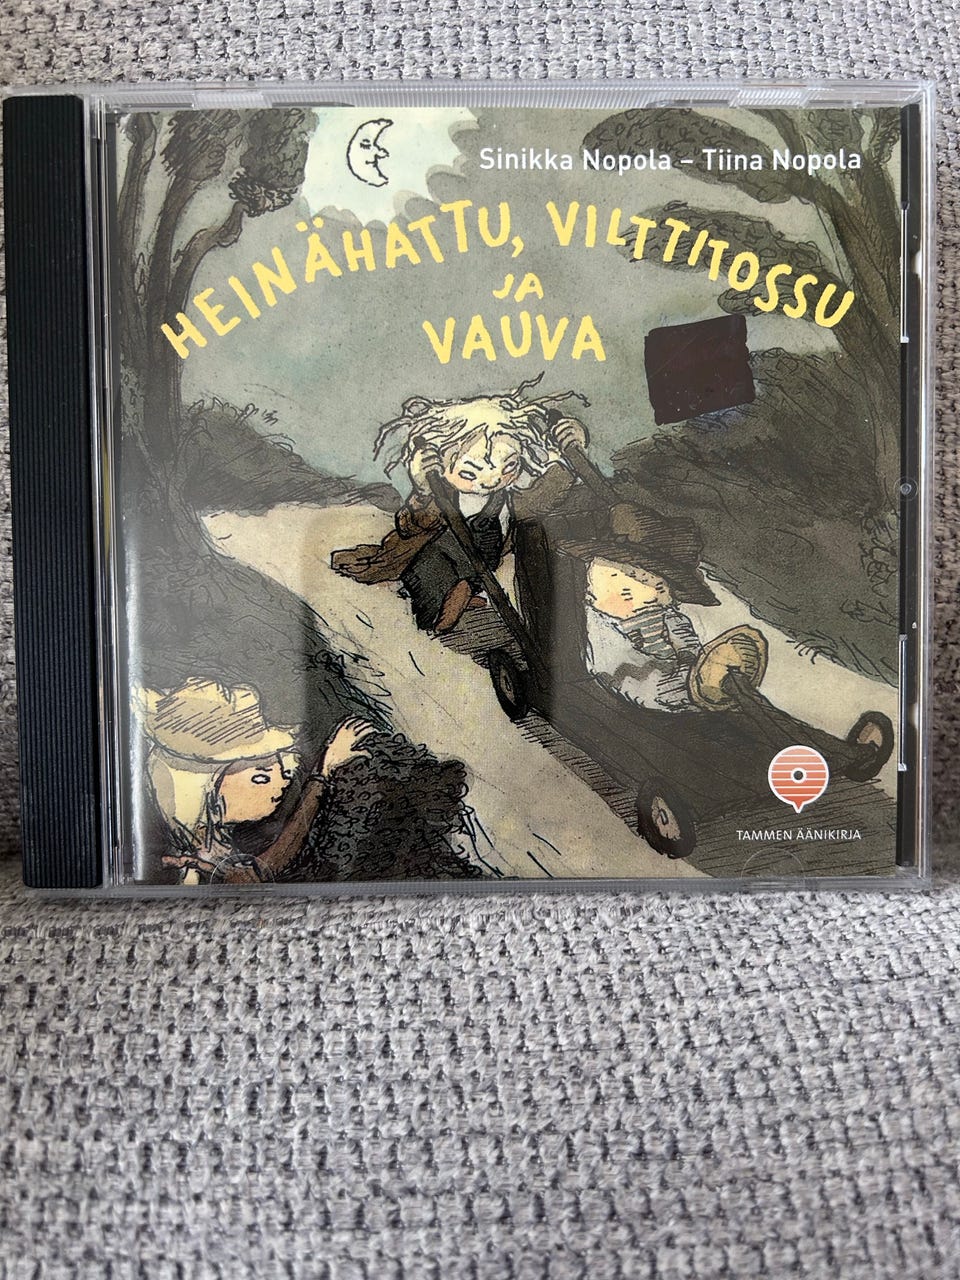 Sinikka Nopola – Tiina Nopola
HEINÄHATTU, VILTTITOSSU
JA
VAUVA
TAMMEN ÄÄNIKIRJA